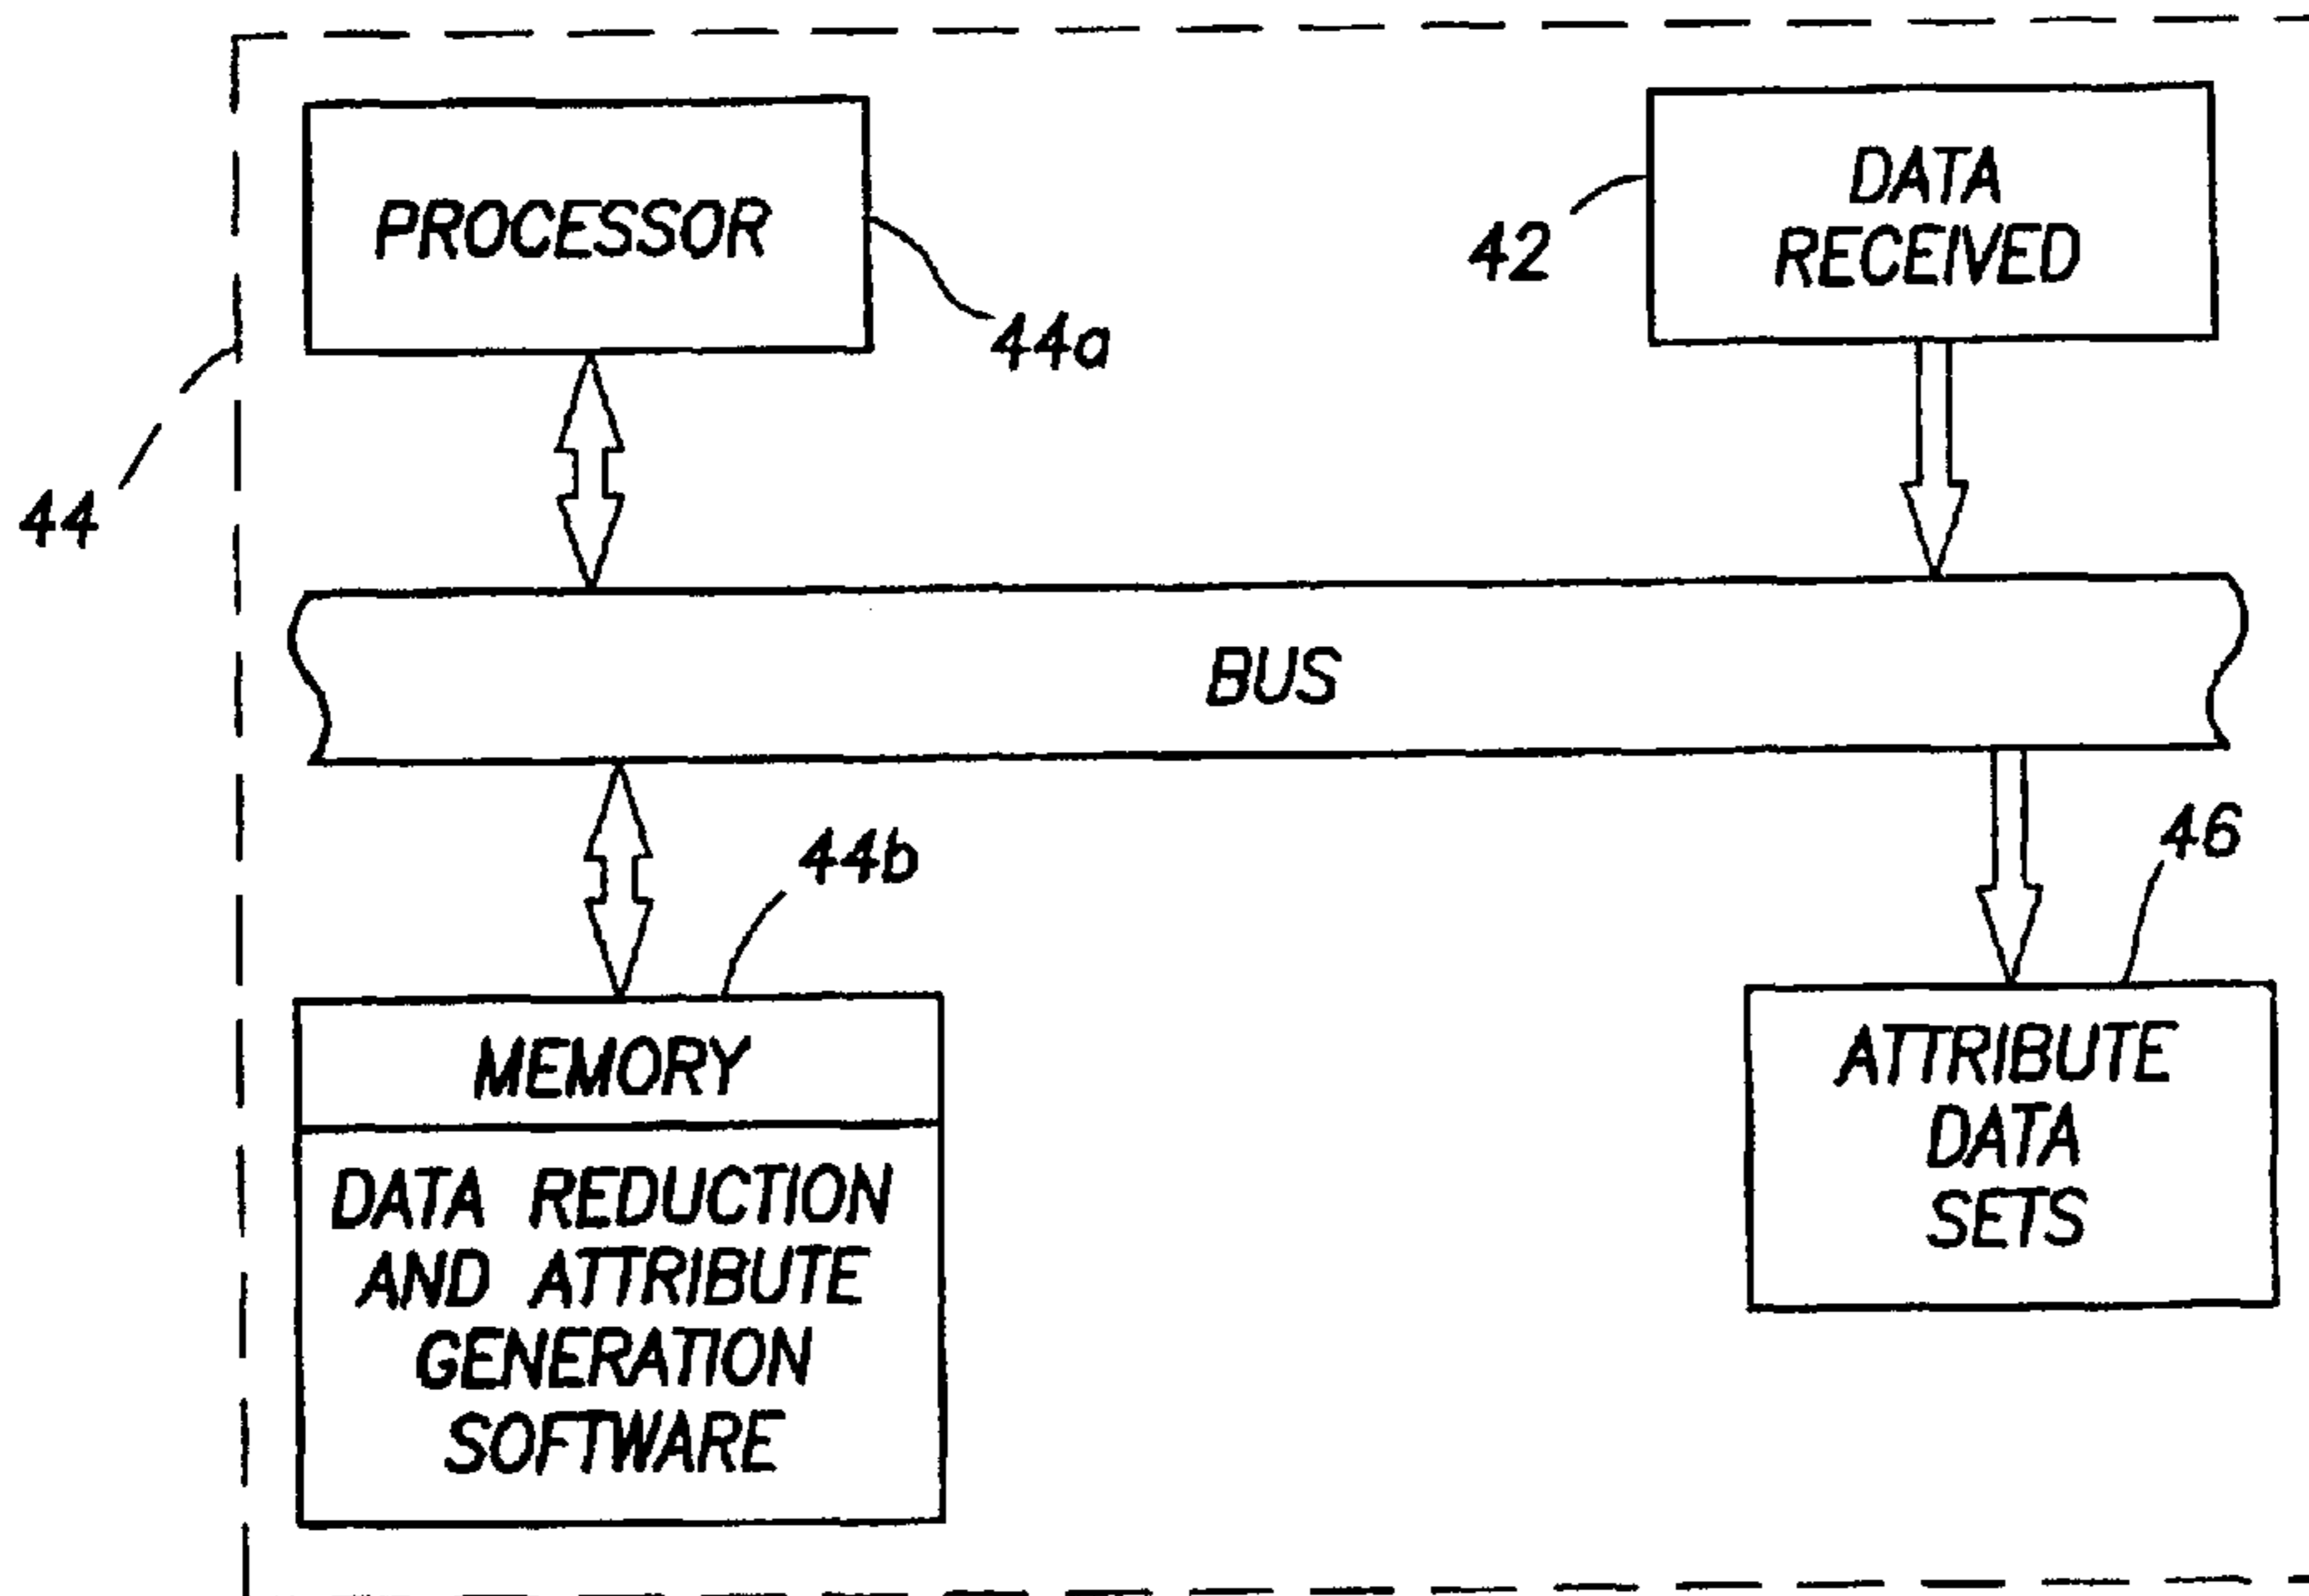 PROCESSOR
44a
DATA
RECEIVED
42
44
BUS
44b
46
MEMORY
DATA REDUCTION
AND ATTRIBUTE
GENERATION
SOFTWARE
ATTRIBUTE
DATA
SETS